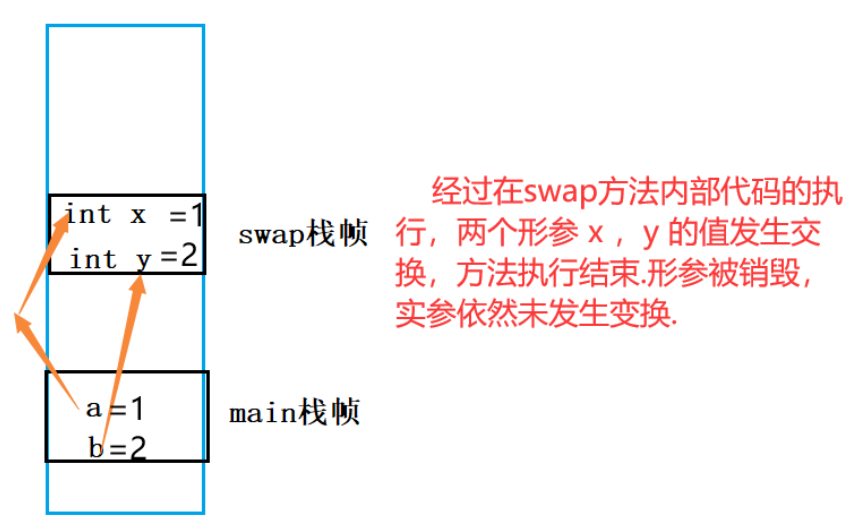 int x =1
int y =2
swap栈帧
经过在swap方法内部代码的执
行，两个形参 x ，y 的值发生交
换，方法执行结束.形参被销毁，
实参依然未发生变换.
a=1
b=2
main栈帧